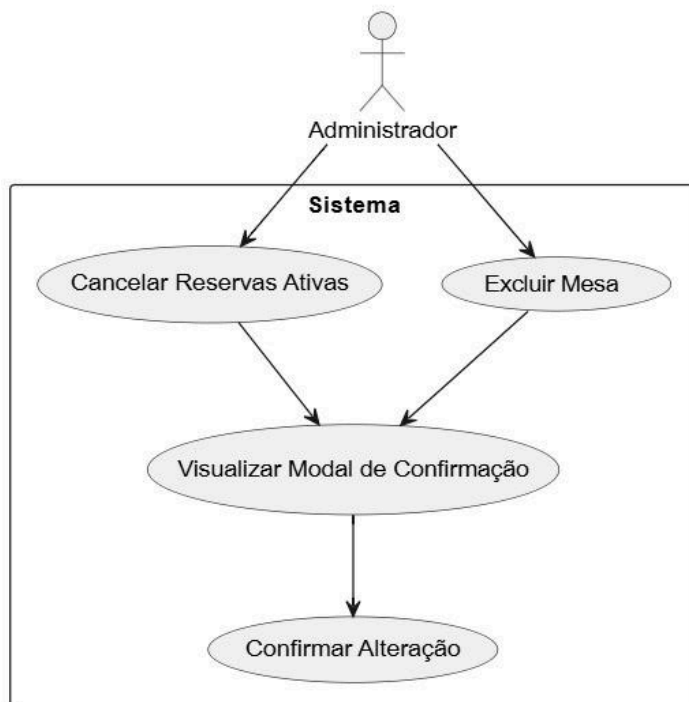 Administrador
Sistema
Cancelar Reservas Ativas
Excluir Mesa
Visualizar Modal de Confirmação
Confirmar Alteração